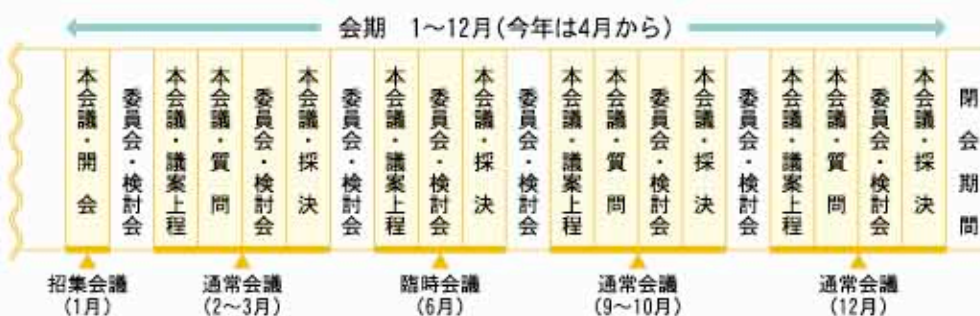 会期 1〜12月(今年は4月から)
本会議・開会
委員会・検討会
本会議・議案上程
本会議・質問
委員会・検討会
本会議・採決
委員会・検討会
本会議・議案上程
委員会・検討会
本会議・採決
委員会・検討会
本会議・議案上程
本会議・質問
委員会・検討会
本会議・採決
委員会・検討会
本会議・議案上程
本会議・質問
委員会・検討会
本会議・採決
閉会期間
招集会議
(1月)
通常会議
(2〜3月)
臨時会議
(6月)
通常会議
(9〜10月)
通常会議
(12月)